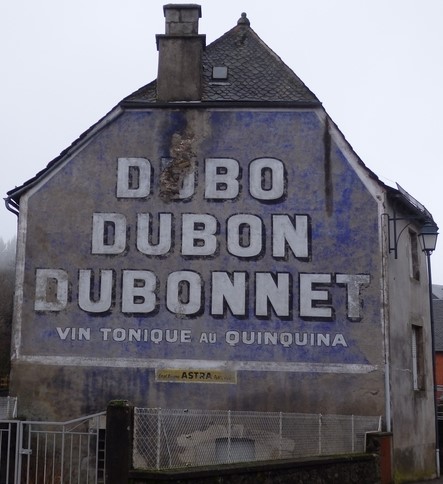 DUBO
DUBON
DUBONNET
VIN TONIQUE AU QUINQUINA
ASTRA